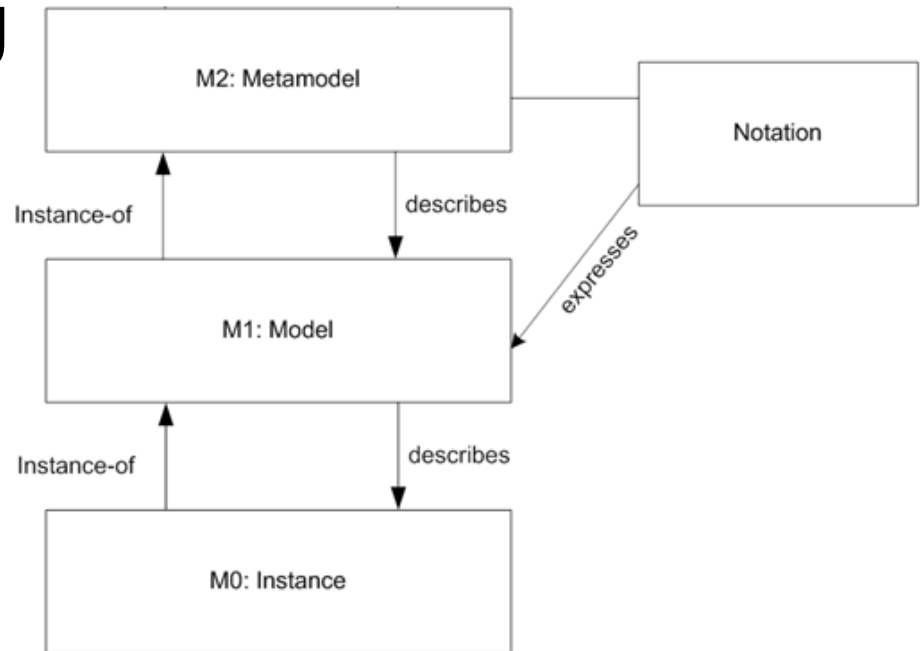 M2: Metamodel
Notation
Instance-of
describes
expresses
M1: Model
Instance-of
describes
M0: Instance